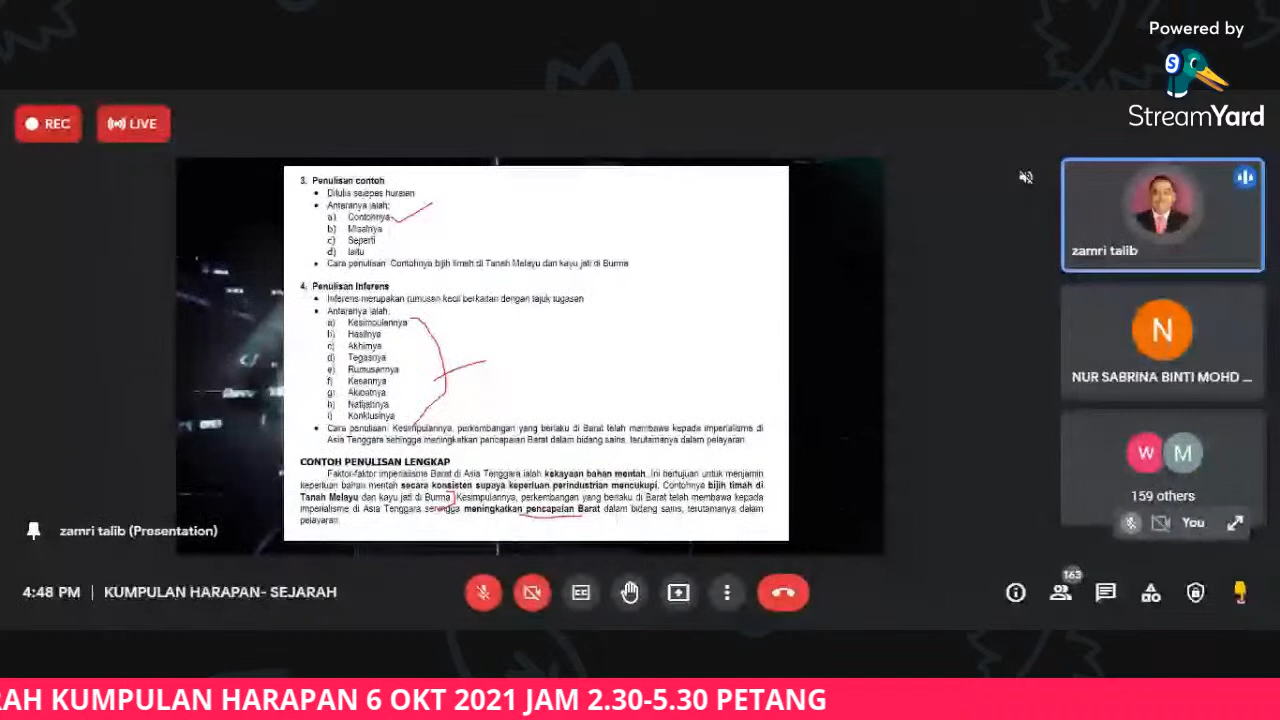 Powered by
StreamYard
REC
LIVE
3. Penulisan contoh
• Ditulis selepas huraian
• Antaranya ialah:
a) Contohnya
b) Misalnya
c) Seperti
d) Iaitu
• Cara penulisan: Contohnya bijih timah di Tanah Melayu dan kayu jati di Burma
4. Penulisan Inferens
• Inferens merupakan rumusan kecil berkaitan dengan tajuk tugasan
• Antaranya ialah:
a) Kesimpulannya
b) Hasilnya
c) Akhirnya
d) Tegasnya
e) Rumusannya
f) Kesannya
g) Akibatnya
h) Natijahnya
i) Konklusinya
• Cara penulisan: Kesimpulannya, perkembangan yang berlaku di Barat telah membawa kepada imperialisme di
Asia Tenggara sehingga meningkatkan pencapaian Barat dalam bidang sains, terutamanya dalam pelayaran.
CONTOH PENULISAN LENGKAP
Faktor-faktor imperialisme Barat di Asia Tenggara ialah kekayaan bahan mentah. Ini bertujuan untuk menjamin
keperluan bahan mentah secara konsisten supaya keperluan perindustrian mencukupi. Contohnya bijih timah di
Tanah Melayu dan kayu jati di Burma. Kesimpulannya, perkembangan yang berlaku di Barat telah membawa kepada
imperialisme di Asia Tenggara sehingga meningkatkan pencapaian Barat dalam bidang sains, terutamanya dalam
pelayaran.
zamri talib
N
NUR SABRINA BINTI MOHD ...
W
M
159 others
You
zamri talib (Presentation)
4:48 PM | KUMPULAN HARAPAN- SEJARAH
163
RAH KUMPULAN HARAPAN 6 OKT 2021 JAM 2.30-5.30 PETANG